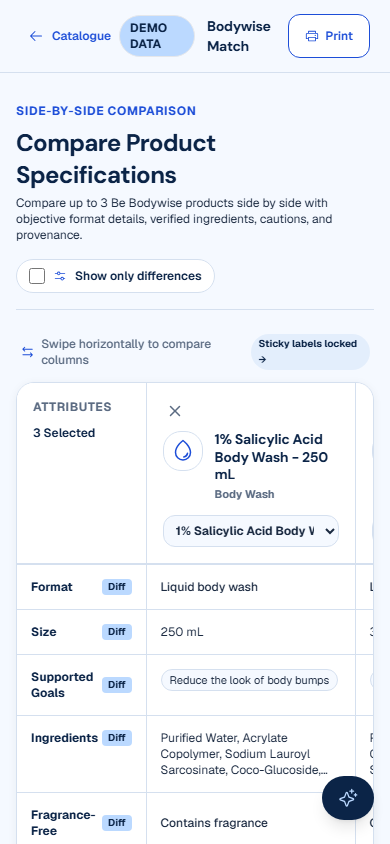 Catalogue
DEMO
DATA
Bodywise
Match
Print
SIDE-BY-SIDE COMPARISON
Compare Product
Specifications
Compare up to 3 Be Bodywise products side by side with
objective format details, verified ingredients, cautions, and
provenance.
Show only differences
Swipe horizontally to compare
columns
Sticky labels locked
→
ATTRIBUTES
3 Selected
1% Salicylic Acid
Body Wash – 250
mL
Body Wash
1% Salicylic Acid Body
Format Diff Liquid body wash
Size Diff 250 mL
Supported
Goals
Diff
Reduce the look of body bumps
Ingredients Diff
Purified Water, Acrylate
Copolymer, Sodium Lauroyl
Sarcosinate, Coco-Glucoside,...
Fragrance-
Free
Diff
Contains fragrance